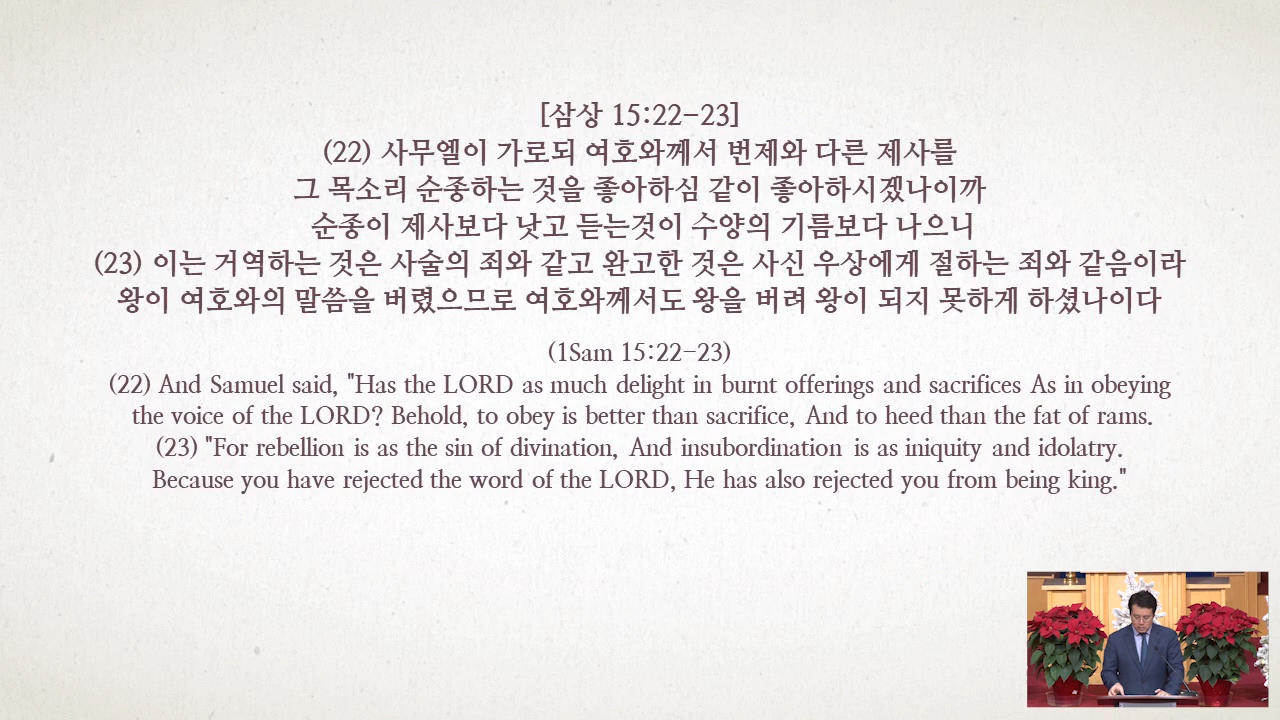 [삼상 15:22-23]
(22) 사무엘이 가로되 여호와께서 번제와 다른 제사를
그 목소리 순종하는 것을 좋아하심 같이 좋아하시겠나이까
순종이 제사보다 낫고 듣는것이 수양의 기름보다 나으니
(23) 이는 거역하는 것은 사술의 죄와 같고 완고한 것은 사신 우상에게 절하는 죄와 같음이라
왕이 여호와의 말씀을 버렸으므로 여호와께서도 왕을 버려 왕이 되지 못하게 하셨나이다
(1Sam 15:22-23)
(22) And Samuel said, "Has the LORD as much delight in burnt offerings and sacrifices As in obeying
the voice of the LORD? Behold, to obey is better than sacrifice, And to heed than the fat of rams.
(23) "For rebellion is as the sin of divination, And insubordination is as iniquity and idolatry.
Because you have rejected the word of the LORD, He has also rejected you from being king."